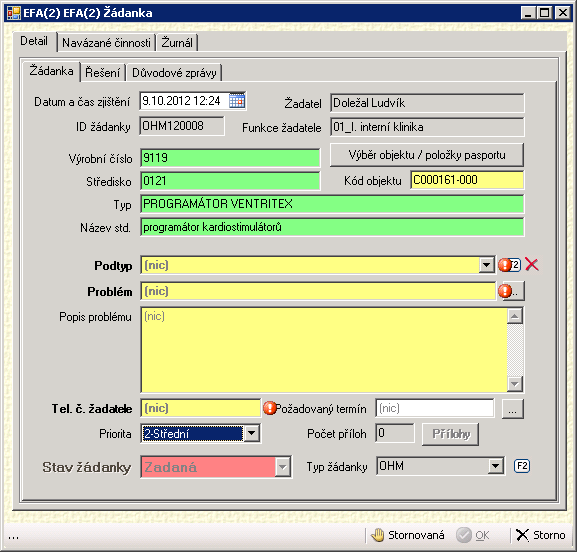 EFA(2) EFA(2) Žádanka
Detail Navázané činnosti Žurnál
Žádanka Řešení Důvodové zprávy
Datum a čas zjištění 9.10.2012 12:24 Žadatel Doležal Ludvík
ID žádanky OHM120008 Funkce žadatele 01_I. interní klinika
Výrobní číslo 9119 Výběr objektu / položky pasportu
Středisko 0121 Kód objektu C000161-000
Typ PROGRAMÁTOR VENTRITEX
Název std. programátor kardiostimulátorů
Podtyp (nic) F2
Problém (nic) ...
Popis problému (nic)
Tel. č. žadatele (nic) Požadovaný termín (nic) ...
Priorita 2-Střední Počet příloh 0 Přílohy
Stav žádanky Zadaná Typ žádanky OHM F2
... Stornovaná OK Storno